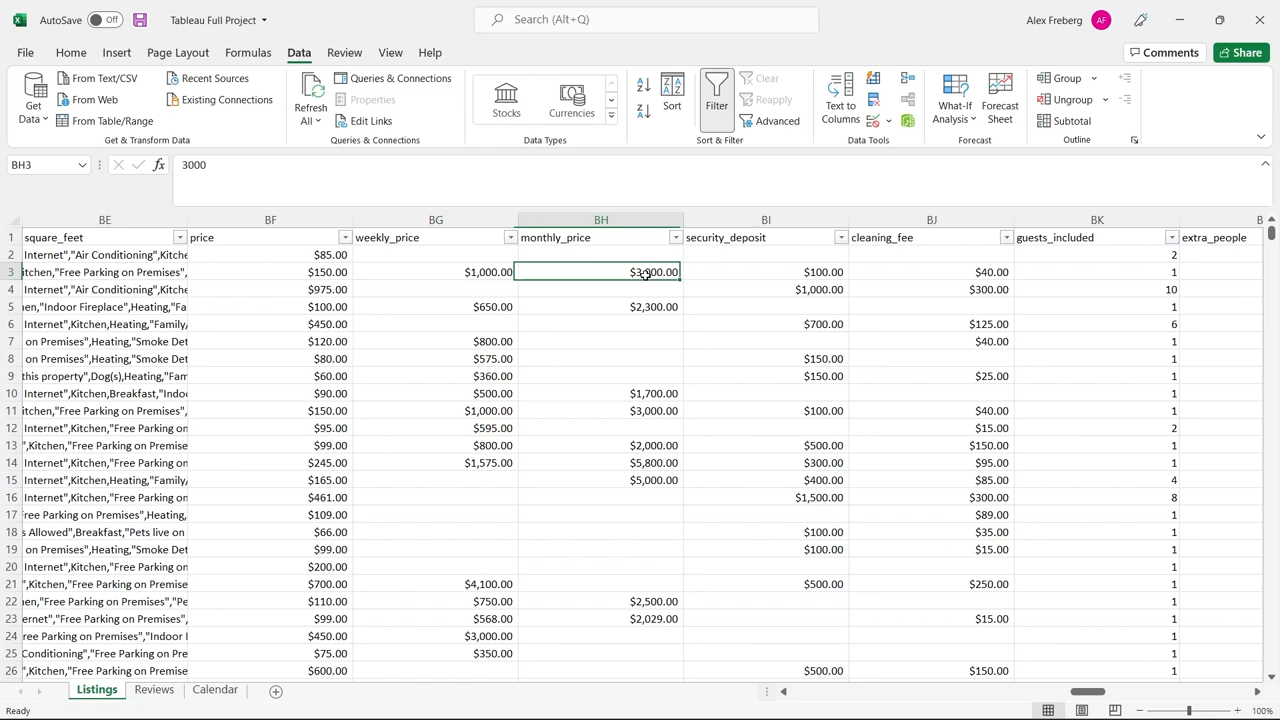 AutoSave Off Tableau Full Project Search (Alt+Q) Alex Freberg AF
File Home Insert Page Layout Formulas Data Review View Help Comments Share
Get Data
From Text/CSV
From Web
From Table/Range
Recent Sources
Existing Connections
Get & Transform Data
Refresh All
Queries & Connections
Properties
Edit Links
Queries & Connections
Stocks Currencies
Data Types
Sort
Filter
Clear
Reapply
Advanced
Sort & Filter
Text to Columns
Data Tools
What-If Analysis
Forecast Sheet
Forecast
Group
Ungroup
Subtotal
Outline
BH3 fx 3000
BE BF BG BH BI BJ BK B
1 square_feet price weekly_price monthly_price security_deposit cleaning_fee guests_included extra_people
2 Internet","Air Conditioning",Kitche $85.00 2
3 itchen,"Free Parking on Premises", $150.00 $1,000.00 $3,000.00 $100.00 $40.00 1
4 Internet","Air Conditioning",Kitche $975.00 $1,000.00 $300.00 10
5 en,"Indoor Fireplace",Heating,"Fa $100.00 $650.00 $2,300.00 1
6 Internet",Kitchen,Heating,"Family/ $450.00 $700.00 $125.00 6
7 on Premises",Heating,"Smoke Det $120.00 $800.00 $40.00 1
8 on Premises",Heating,"Smoke Det $80.00 $575.00 $150.00 1
9 this property",Dog(s),Heating,"Fam $60.00 $360.00 $150.00 $25.00 1
10 Internet",Kitchen,Breakfast,"Indoo $90.00 $500.00 $1,700.00 1
11 itchen,"Free Parking on Premises", $150.00 $1,000.00 $3,000.00 $100.00 $40.00 1
12 Internet",Kitchen,"Free Parking on $95.00 $595.00 $15.00 2
13 ",Kitchen,"Free Parking on Premises $99.00 $800.00 $2,000.00 $500.00 $150.00 1
14 Internet",Kitchen,"Free Parking on $245.00 $1,575.00 $5,800.00 $300.00 $95.00 1
15 Internet",Kitchen,Heating,"Family/ $165.00 $5,000.00 $400.00 $85.00 4
16 Internet",Kitchen,"Free Parking on $461.00 $1,500.00 $300.00 8
17 Free Parking on Premises",Heating, $109.00 $89.00 1
18 s Allowed",Breakfast,"Pets live on $66.00 $100.00 $35.00 1
19 on Premises",Heating,"Smoke Det $99.00 $100.00 $15.00 1
20 Internet",Kitchen,"Free Parking on $200.00 1
21 ",Kitchen,"Free Parking on Premise $700.00 $4,100.00 $500.00 $250.00 1
22 en,"Free Parking on Premises","Pe $110.00 $750.00 $2,500.00 1
23 ernet","Free Parking on Premises", $99.00 $568.00 $2,029.00 $15.00 1
24 ree Parking on Premises","Indoor I $450.00 $3,000.00 1
25 Conditioning","Free Parking on Pre $75.00 $350.00 1
26 ",Kitchen,"Free Parking on Premises $600.00 $500.00 $150.00 1
Listings Reviews Calendar
Ready 100%